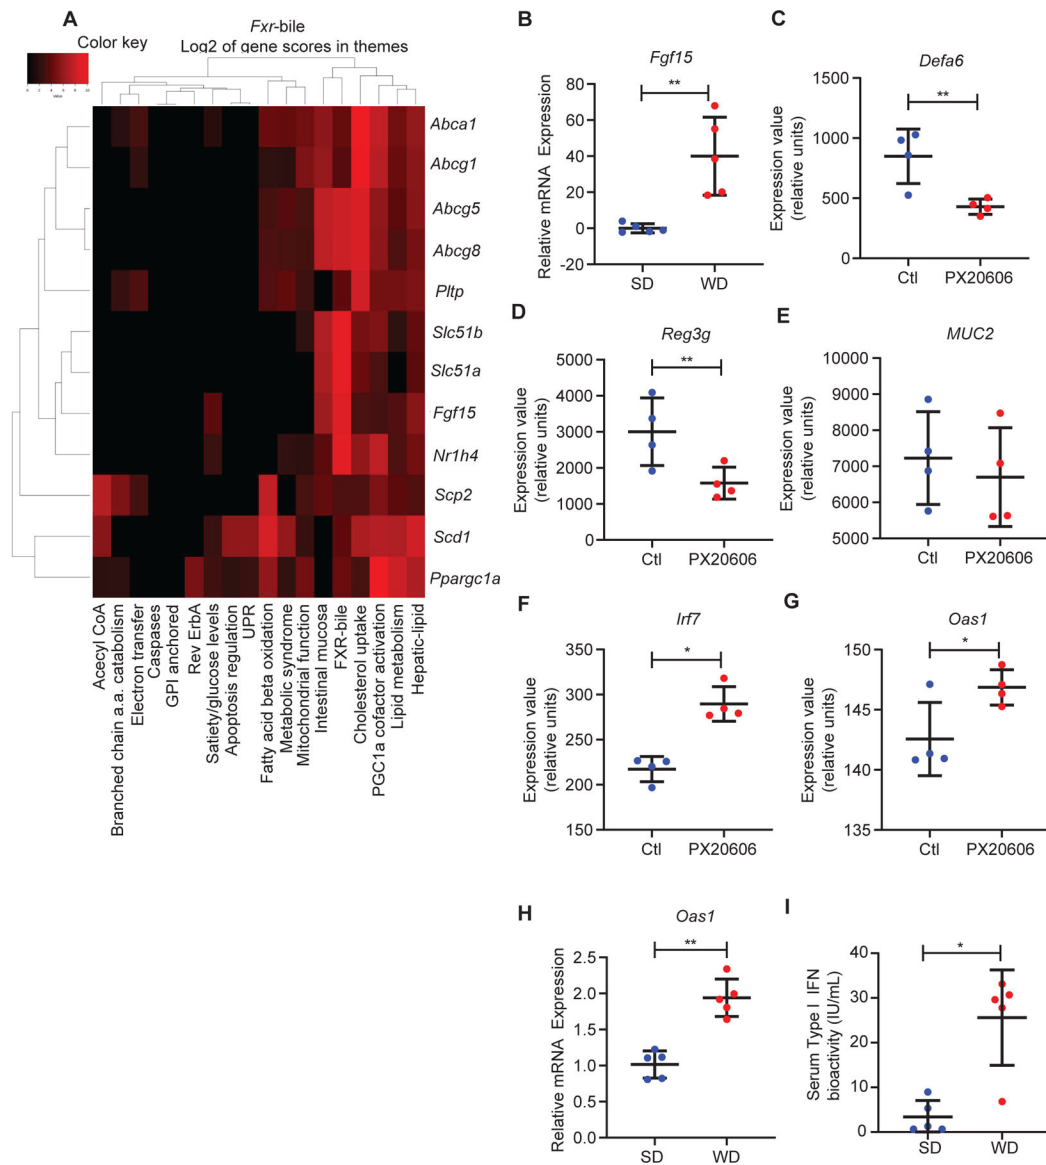 A
Fxr-bile
Log2 of gene scores in themes
Color key
0 2 4 6 8 10
value
Abca1
Abcg1
Abcg5
Abcg8
Pltp
Slc51b
Slc51a
Fgf15
Nr1h4
Scp2
Scd1
Ppargc1a
Acecyl CoA
Branched chain a.a. catabolism
Electron transfer
Caspases
GPI anchored
Rev ErbA
Satiety/glucose levels
Apoptosis regulation
UPR
Fatty acid beta oxidation
Metabolic syndrome
Mitochondrial function
Intestinal mucosa
FXR-bile
Cholesterol uptake
PGC1a cofactor activation
Lipid metabolism
Hepatic-lipid
B
Fgf15
**
Relative mRNA Expression
80
60
40
20
0
-20
SD WD
C
Defa6
**
Expression value
(relative units)
1500
1000
500
0
Ctl PX20606
D
Reg3g
**
Expression value
(relative units)
5000
4000
3000
2000
1000
0
Ctl PX20606
E
MUC2
Expression value
(relative units)
10000
9000
8000
7000
6000
5000
Ctl PX20606
F
Irf7
*
Expression value
(relative units)
350
300
250
200
150
Ctl PX20606
G
Oas1
*
Expression value
(relative units)
150
145
140
135
Ctl PX20606
H
Oas1
**
Relative mRNA Expression
2.5
2.0
1.5
1.0
0.5
0.0
SD WD
I
*
Serum Type I IFN
bioactivity (IU/mL)
40
30
20
10
0
SD WD